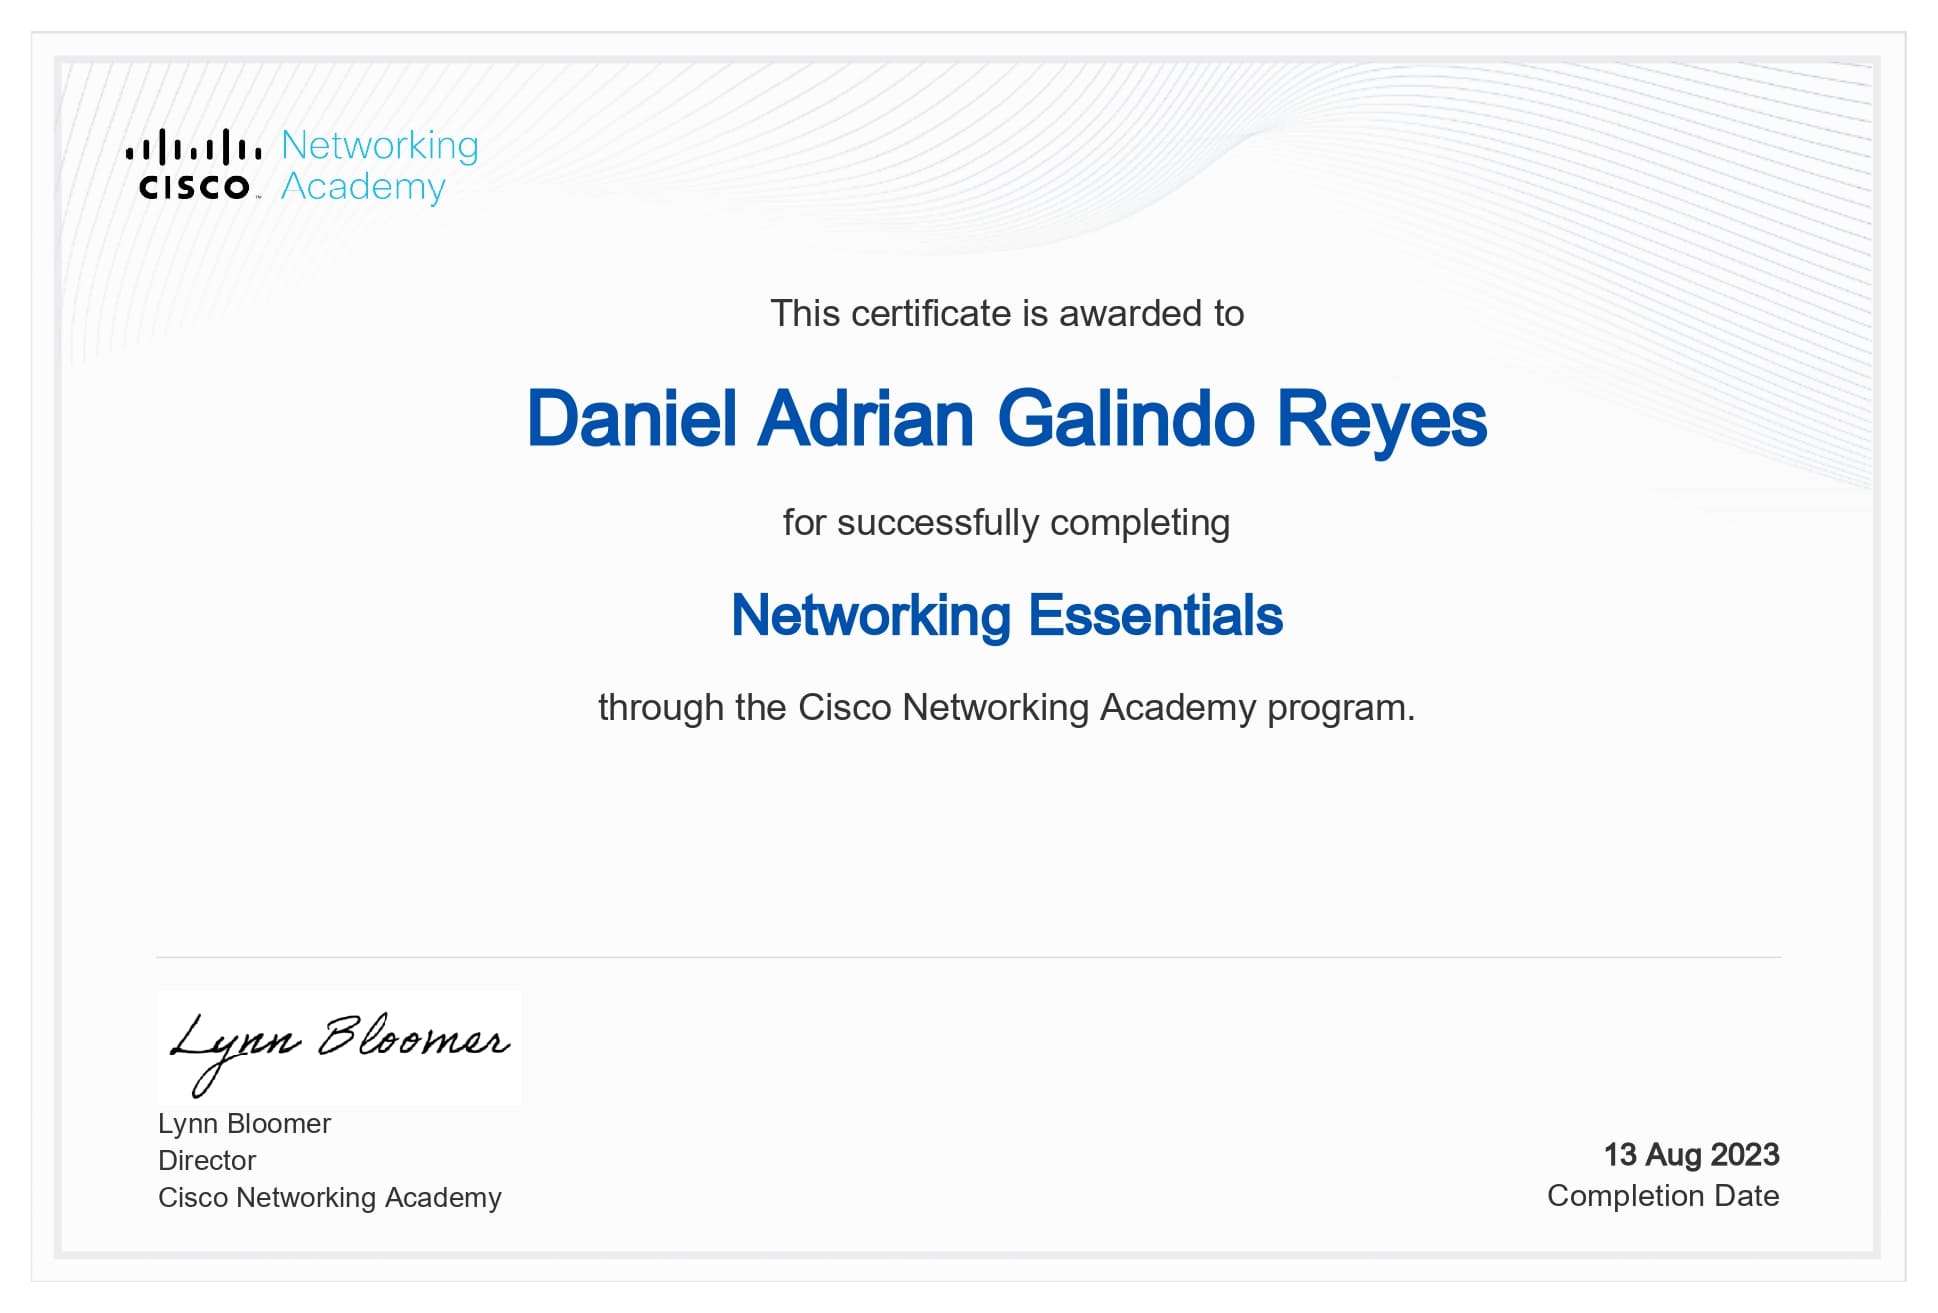 Networking
CISCO™ Academy
This certificate is awarded to
Daniel Adrian Galindo Reyes
for successfully completing
Networking Essentials
through the Cisco Networking Academy program.
Lynn Bloomer
Lynn Bloomer
Director
Cisco Networking Academy
13 Aug 2023
Completion Date